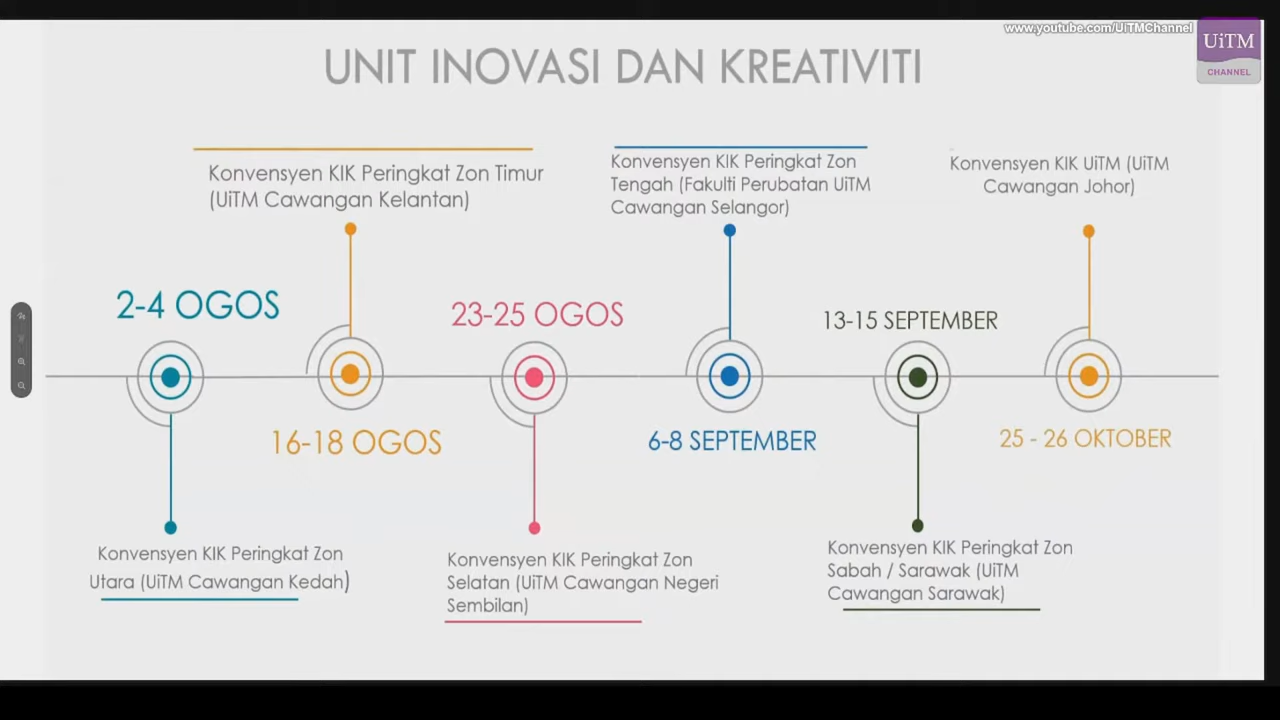 www.youtube.com/UiTMChannel
UiTM
CHANNEL
UNIT INOVASI DAN KREATIVITI
Konvensyen KIK Peringkat Zon Timur
(UiTM Cawangan Kelantan)
Konvensyen KIK Peringkat Zon
Tengah (Fakulti Perubatan UiTM
Cawangan Selangor)
Konvensyen KIK UiTM (UiTM
Cawangan Johor)
2-4 OGOS
23-25 OGOS
13-15 SEPTEMBER
16-18 OGOS
6-8 SEPTEMBER
25 - 26 OKTOBER
Konvensyen KIK Peringkat Zon
Utara (UiTM Cawangan Kedah)
Konvensyen KIK Peringkat Zon
Selatan (UiTM Cawangan Negeri
Sembilan)
Konvensyen KIK Peringkat Zon
Sabah / Sarawak (UiTM
Cawangan Sarawak)